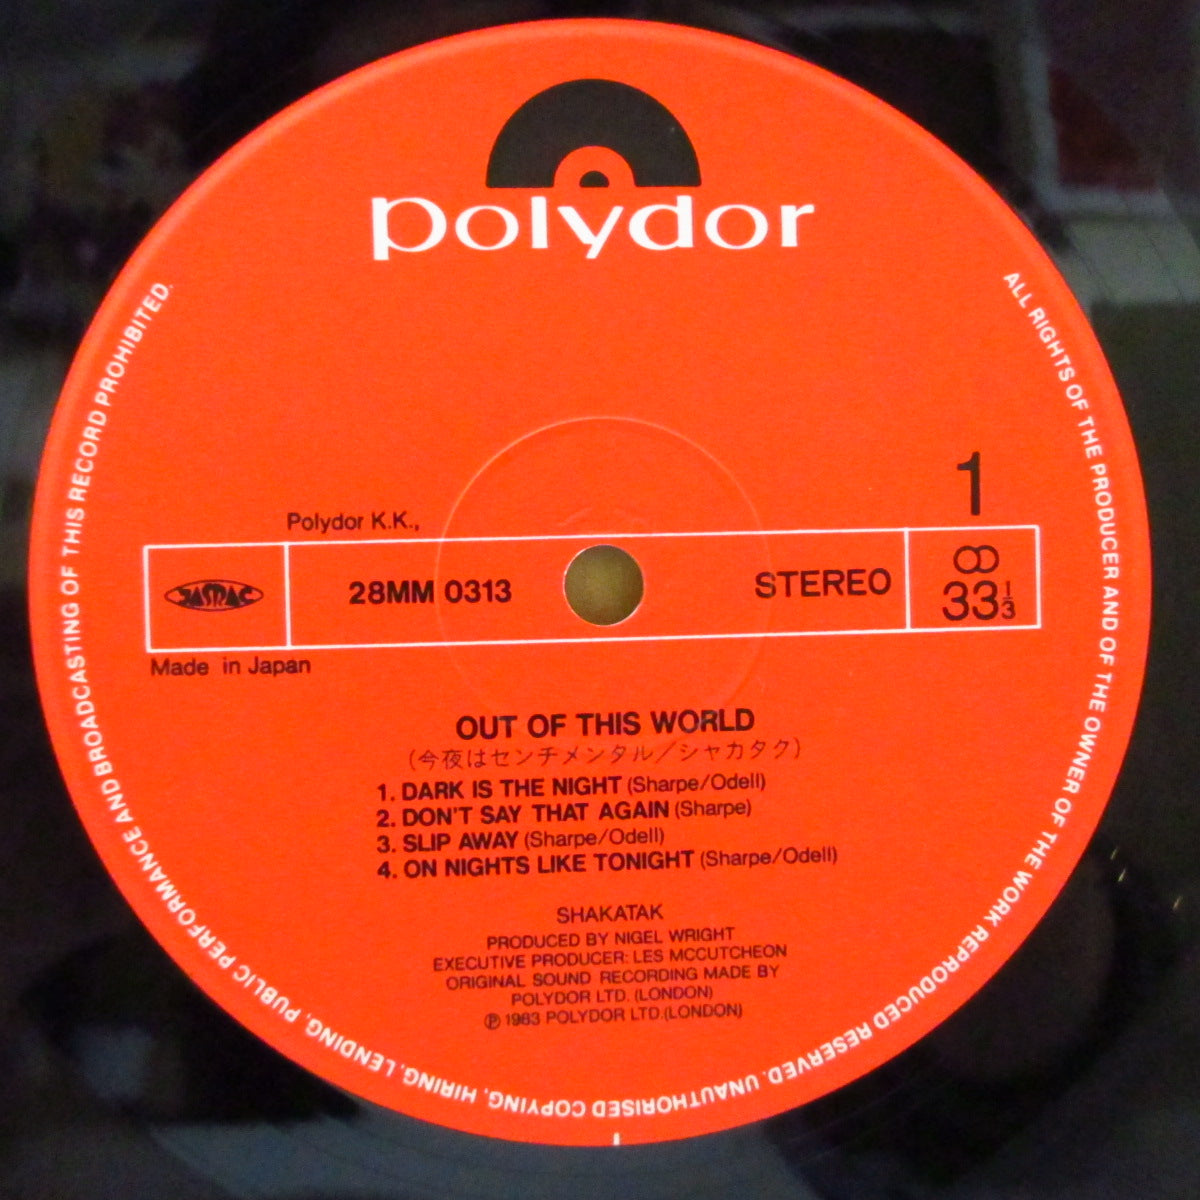 polydor
Polydor K.K.,
1
JASRAC
28MM 0313
STEREO
33 1/3
Made in Japan
OUT OF THIS WORLD
(今夜はセンチメンタル/シャカタク)
1. DARK IS THE NIGHT (Sharpe/Odell)
2. DON'T SAY THAT AGAIN (Sharpe)
3. SLIP AWAY (Sharpe/Odell)
4. ON NIGHTS LIKE TONIGHT (Sharpe/Odell)
SHAKATAK
PRODUCED BY NIGEL WRIGHT
EXECUTIVE PRODUCER: LES MCCUTCHEON
ORIGINAL SOUND RECORDING MADE BY
POLYDOR LTD. (LONDON)
℗ 1983 POLYDOR LTD.(LONDON)
ALL RIGHTS OF THE PRODUCER AND OF THE OWNER OF THE WORK REPRODUCED RESERVED. UNAUTHORISED COPYING, HIRING, LENDING, PUBLIC PERFORMANCE AND BROADCASTING OF THIS RECORD PROHIBITED.